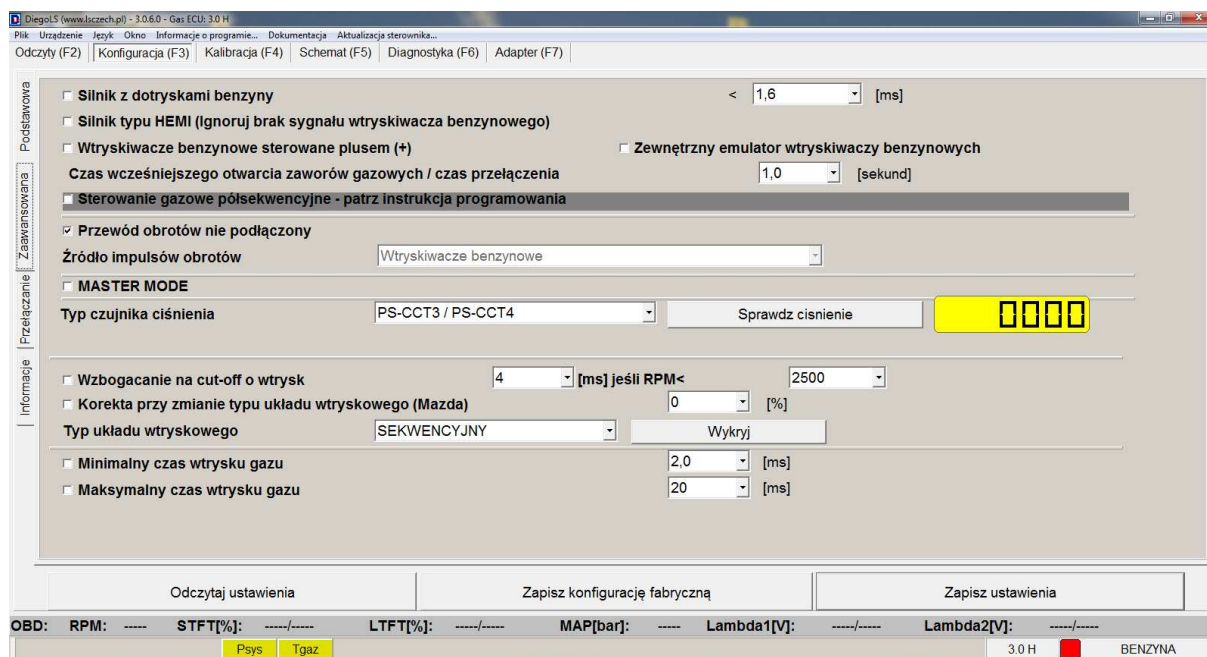 DiegoLS (www.lsczech.pl) - 3.0.6.0 - Gas ECU: 3.0 H
Plik Urządzenie Język Okno Informacje o programie... Dokumentacja Aktualizacja sterownika...
Odczyty (F2) Konfiguracja (F3) Kalibracja (F4) Schemat (F5) Diagnostyka (F6) Adapter (F7)
Podstawowa
Zaawansowana
Przełączanie
Informacje
Silnik z dotryskami benzyny < 1,6 [ms]
Silnik typu HEMI (Ignoruj brak sygnału wtryskiwacza benzynowego)
Wtryskiwacze benzynowe sterowane plusem (+) Zewnętrzny emulator wtryskiwaczy benzynowych
Czas wcześniejszego otwarcia zaworów gazowych / czas przełączenia 1,0 [sekund]
Sterowanie gazowe półsekwencyjne - patrz instrukcja programowania
Przewód obrotów nie podłączony
Źródło impulsów obrotów Wtryskiwacze benzynowe
MASTER MODE
Typ czujnika ciśnienia PS-CCT3 / PS-CCT4 Sprawdz cisnienie 0000
Wzbogacanie na cut-off o wtrysk 4 [ms] jeśli RPM< 2500
Korekta przy zmianie typu układu wtryskowego (Mazda) 0 [%]
Typ układu wtryskowego SEKWENCYJNY Wykryj
Minimalny czas wtrysku gazu 2,0 [ms]
Maksymalny czas wtrysku gazu 20 [ms]
Odczytaj ustawienia Zapisz konfigurację fabryczną Zapisz ustawienia
OBD: RPM: ----- STFT[%]: -----/----- LTFT[%]: -----/----- MAP[bar]: ----- Lambda1[V]: -----/----- Lambda2[V]: -----/-----
Psys Tgaz 3.0 H BENZYNA